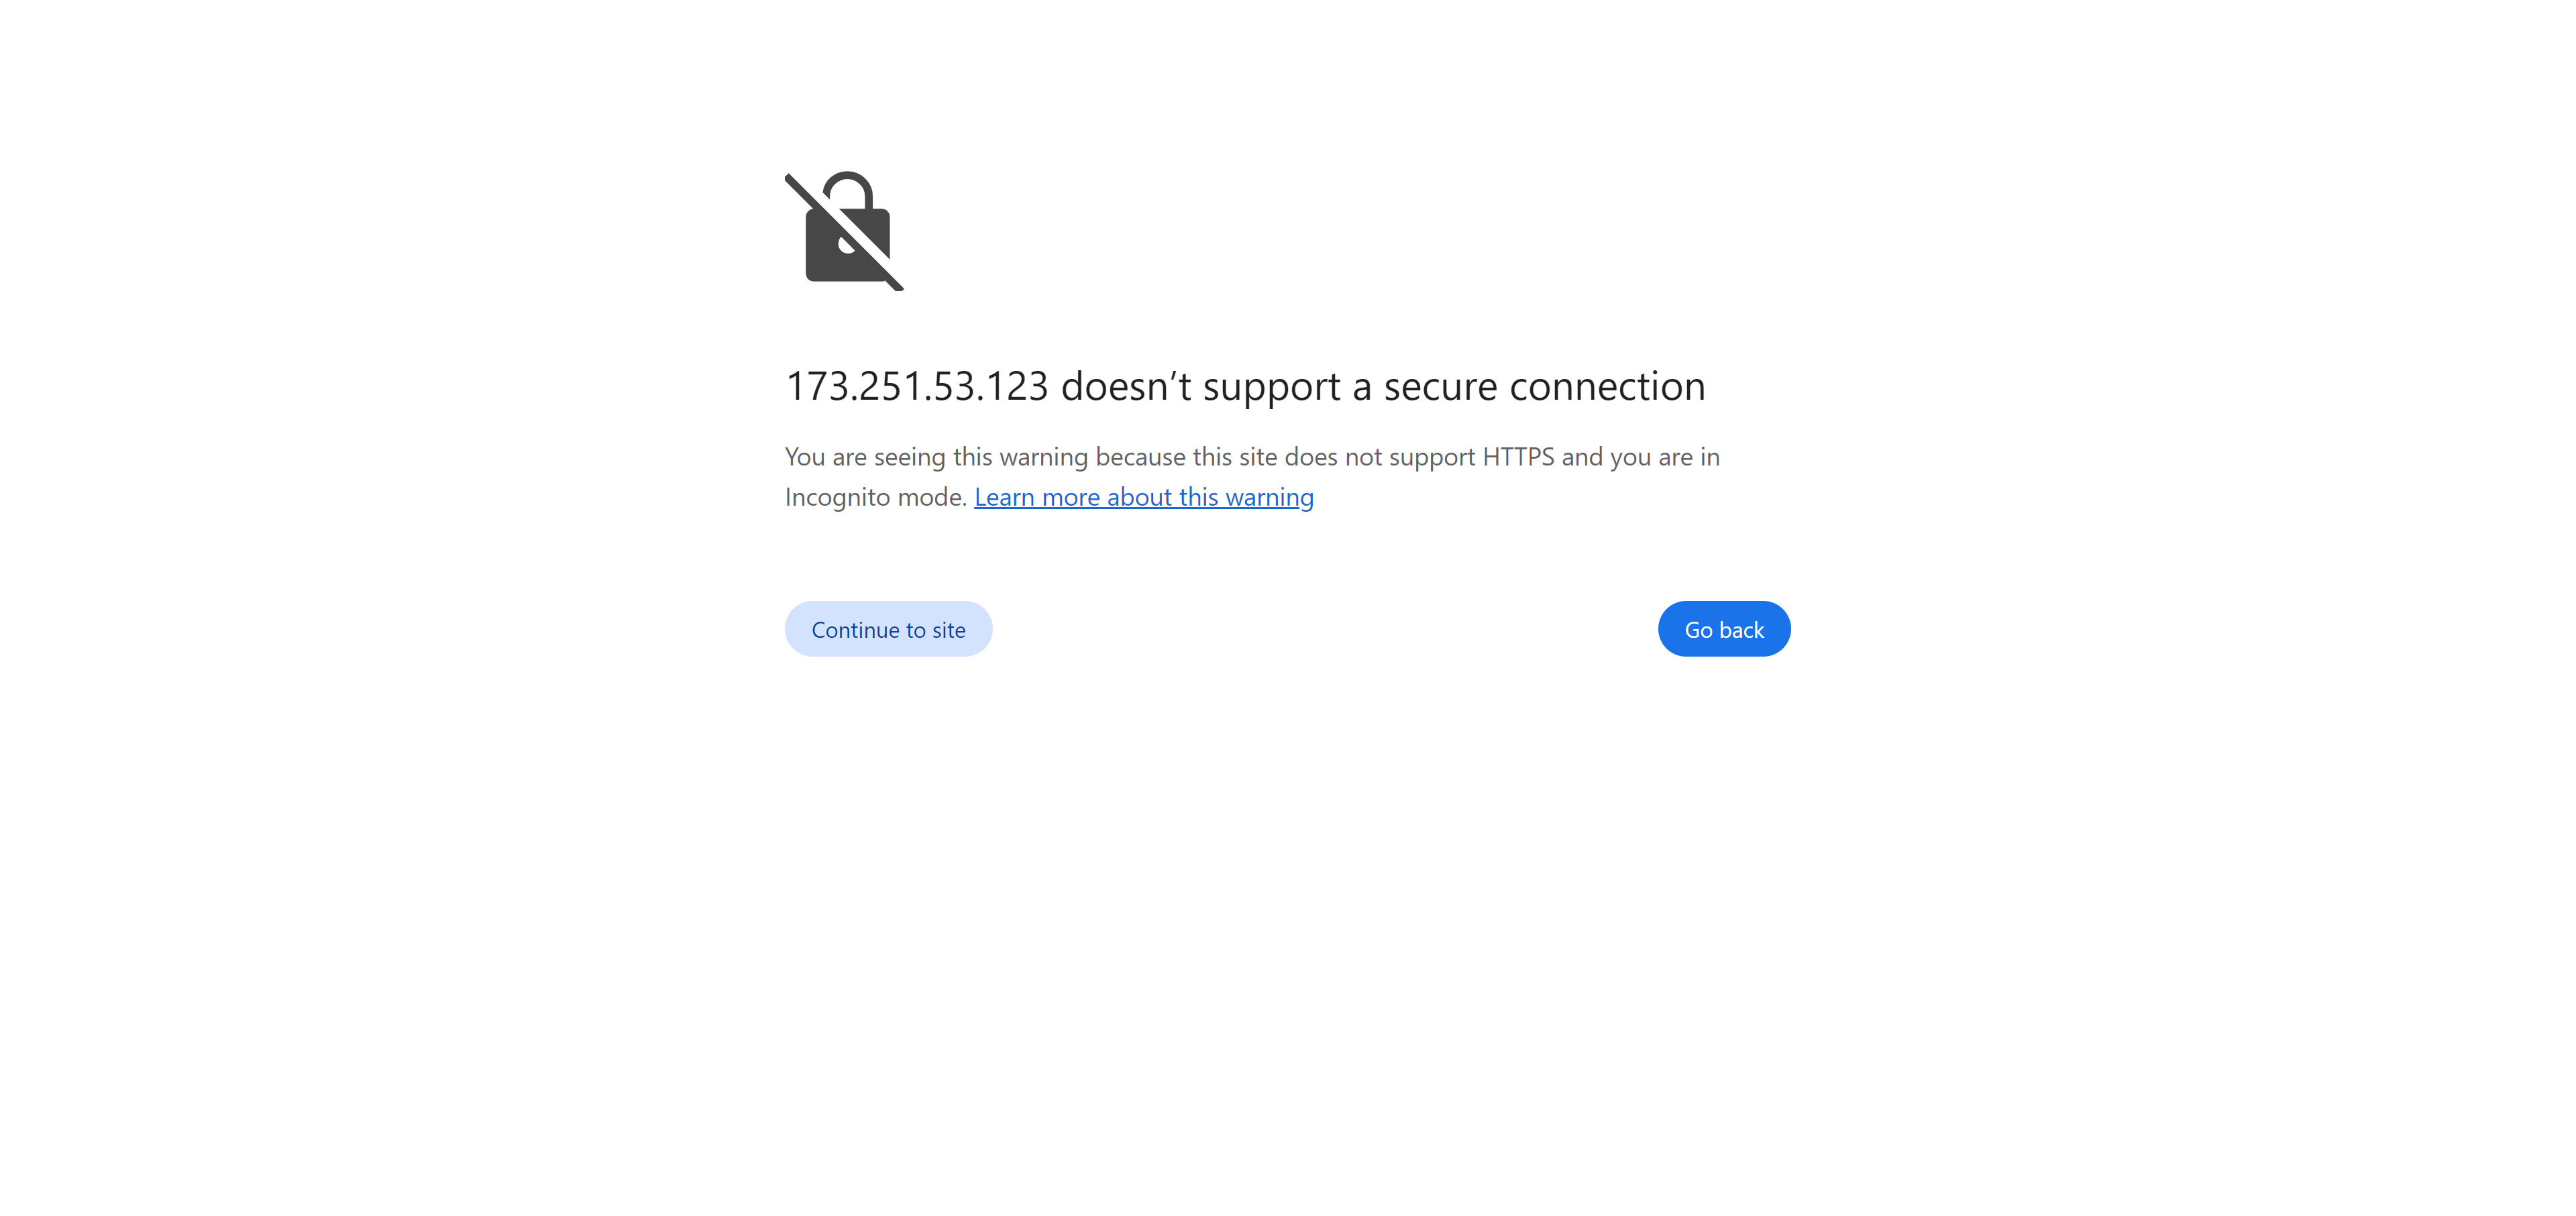 173.251.53.123 doesn’t support a secure connection
You are seeing this warning because this site does not support HTTPS and you are in
Incognito mode. Learn more about this warning
Continue to site
Go back